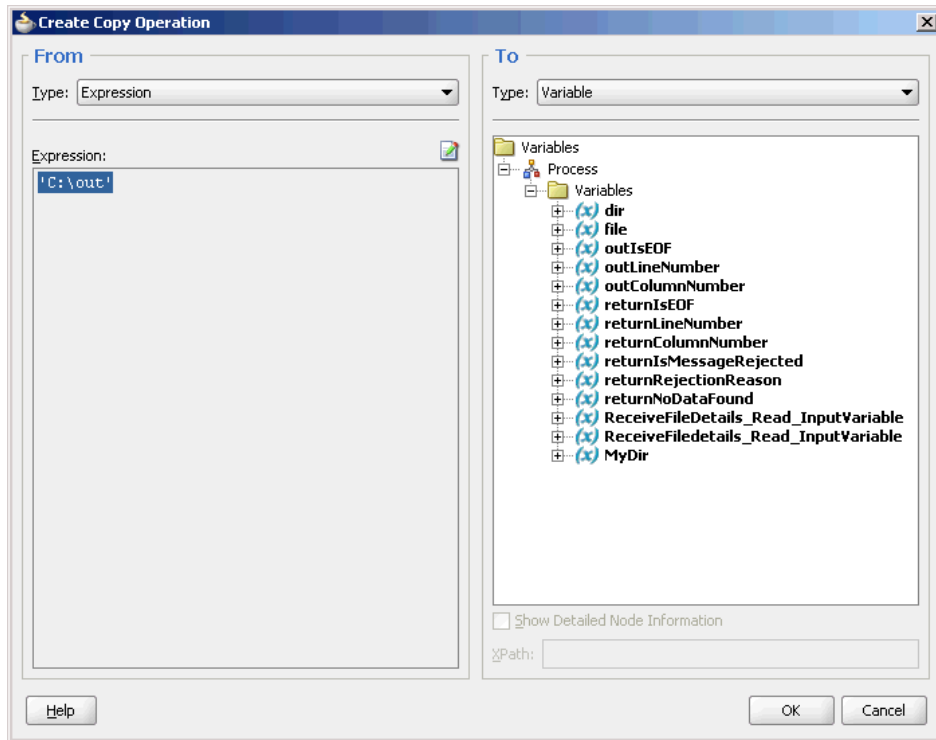 Create Copy Operation
From
Type: Expression
Expression:
'C:\out'
To
Type: Variable
Variables
Process
Variables
(x) dir
(x) file
(x) outIsEOF
(x) outLineNumber
(x) outColumnNumber
(x) returnIsEOF
(x) returnLineNumber
(x) returnColumnNumber
(x) returnIsMessageRejected
(x) returnRejectionReason
(x) returnNoDataFound
(x) ReceiveFileDetails_Read_InputVariable
(x) ReceiveFiledetails_Read_InputVariable
(x) MyDir
Show Detailed Node Information
XPath:
Help
OK
Cancel